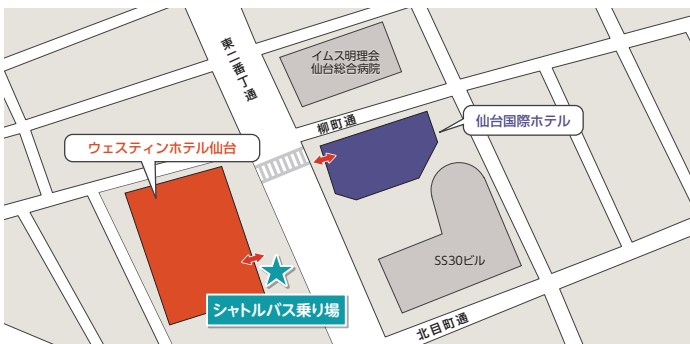 東二番丁通
イムス明理会
仙台総合病院
柳町通
仙台国際ホテル
ウェスティンホテル仙台
SS30ビル
シャトルバス乗り場
北目町通